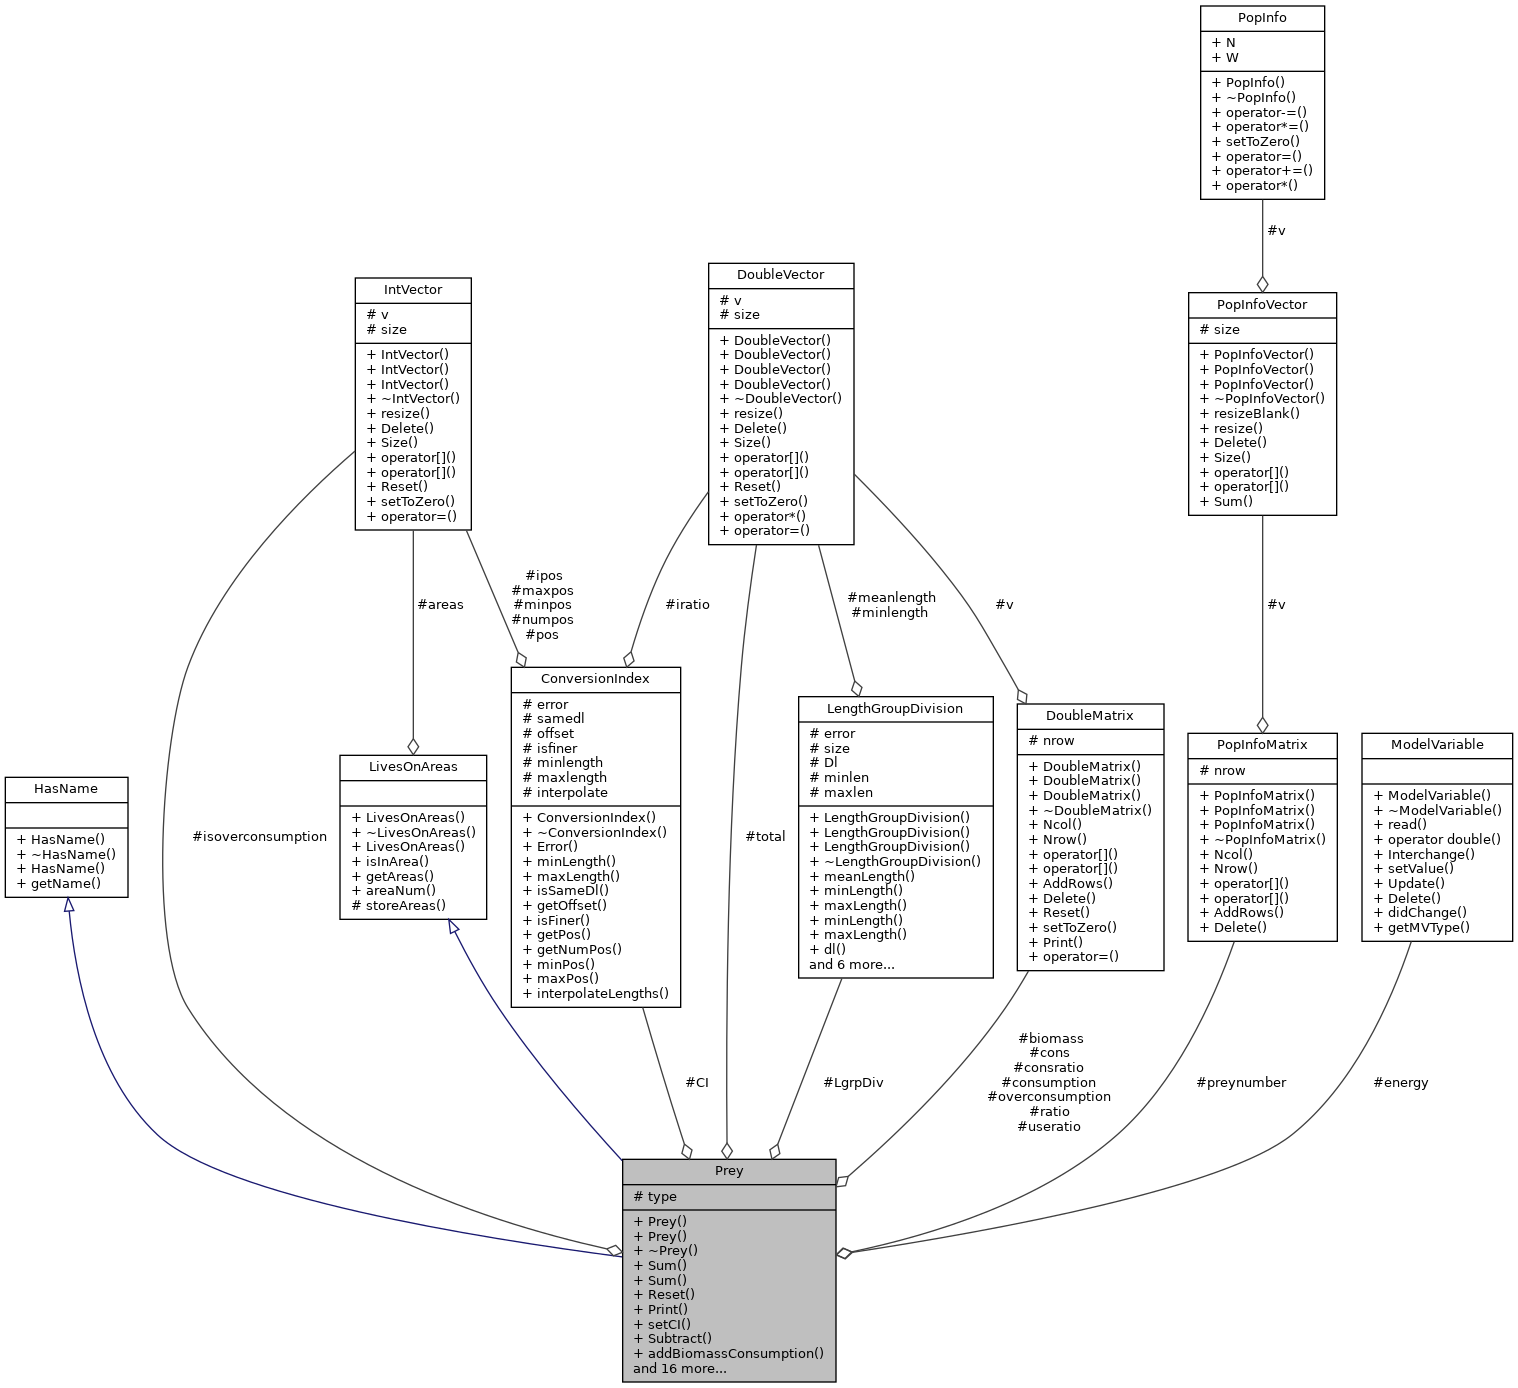 PopInfo
+ N
+ W
+ PopInfo()
+ ~PopInfo()
+ operator-=()
+ operator*=()
+ setToZero()
+ operator=()
+ operator+=()
+ operator*()
#v
IntVector
# v
# size
+ IntVector()
+ IntVector()
+ IntVector()
+ ~IntVector()
+ resize()
+ Delete()
+ Size()
+ operator[]()
+ operator[]()
+ Reset()
+ setToZero()
+ operator=()
DoubleVector
# v
# size
+ DoubleVector()
+ DoubleVector()
+ DoubleVector()
+ DoubleVector()
+ ~DoubleVector()
+ resize()
+ Delete()
+ Size()
+ operator[]()
+ operator[]()
+ Reset()
+ setToZero()
+ operator*()
+ operator=()
PopInfoVector
# size
+ PopInfoVector()
+ PopInfoVector()
+ PopInfoVector()
+ ~PopInfoVector()
+ resizeBlank()
+ resize()
+ Delete()
+ Size()
+ operator[]()
+ operator[]()
+ Sum()
#areas
#ipos
#maxpos
#minpos
#numpos
#pos
#iratio
#meanlength
#minlength
#v
#v
HasName
+ HasName()
+ ~HasName()
+ HasName()
+ getName()
#isoverconsumption
LivesOnAreas
+ LivesOnAreas()
+ ~LivesOnAreas()
+ LivesOnAreas()
+ isInArea()
+ getAreas()
+ areaNum()
# storeAreas()
ConversionIndex
# error
# samedl
# offset
# isfiner
# minlength
# maxlength
# interpolate
+ ConversionIndex()
+ ~ConversionIndex()
+ Error()
+ minLength()
+ maxLength()
+ isSameDl()
+ getOffset()
+ isFiner()
+ getPos()
+ getNumPos()
+ minPos()
+ maxPos()
+ interpolateLengths()
#total
LengthGroupDivision
# error
# size
# Dl
# minlen
# maxlen
+ LengthGroupDivision()
+ LengthGroupDivision()
+ LengthGroupDivision()
+ ~LengthGroupDivision()
+ meanLength()
+ minLength()
+ maxLength()
+ minLength()
+ maxLength()
+ dl()
and 6 more...
DoubleMatrix
# nrow
+ DoubleMatrix()
+ DoubleMatrix()
+ DoubleMatrix()
+ ~DoubleMatrix()
+ Ncol()
+ Nrow()
+ operator[]()
+ operator[]()
+ AddRows()
+ Delete()
+ Reset()
+ setToZero()
+ Print()
+ operator=()
PopInfoMatrix
# nrow
+ PopInfoMatrix()
+ PopInfoMatrix()
+ PopInfoMatrix()
+ ~PopInfoMatrix()
+ Ncol()
+ Nrow()
+ operator[]()
+ operator[]()
+ AddRows()
+ Delete()
ModelVariable
+ ModelVariable()
+ ~ModelVariable()
+ read()
+ operator double()
+ Interchange()
+ setValue()
+ Update()
+ Delete()
+ didChange()
+ getMVType()
#CI
#LgrpDiv
#biomass
#cons
#consratio
#consumption
#overconsumption
#ratio
#useratio
#preynumber
#energy
Prey
# type
+ Prey()
+ Prey()
+ ~Prey()
+ Sum()
+ Sum()
+ Reset()
+ Print()
+ setCI()
+ Subtract()
+ addBiomassConsumption()
and 16 more...